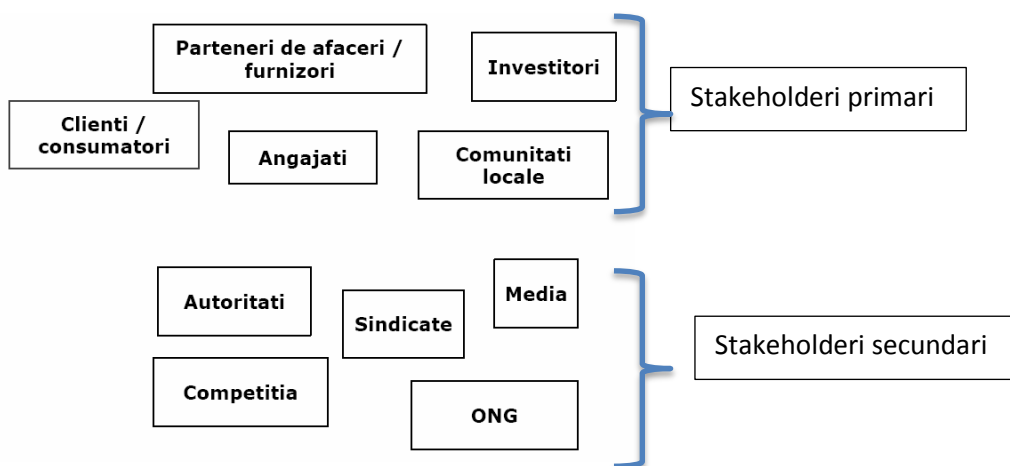 Parteneri de afaceri /
furnizori
Investitori
Stakeholderi primari
Clienti /
consumatori
Angajati
Comunitati
locale
Autoritati
Sindicate
Media
Stakeholderi secundari
Competitia
ONG